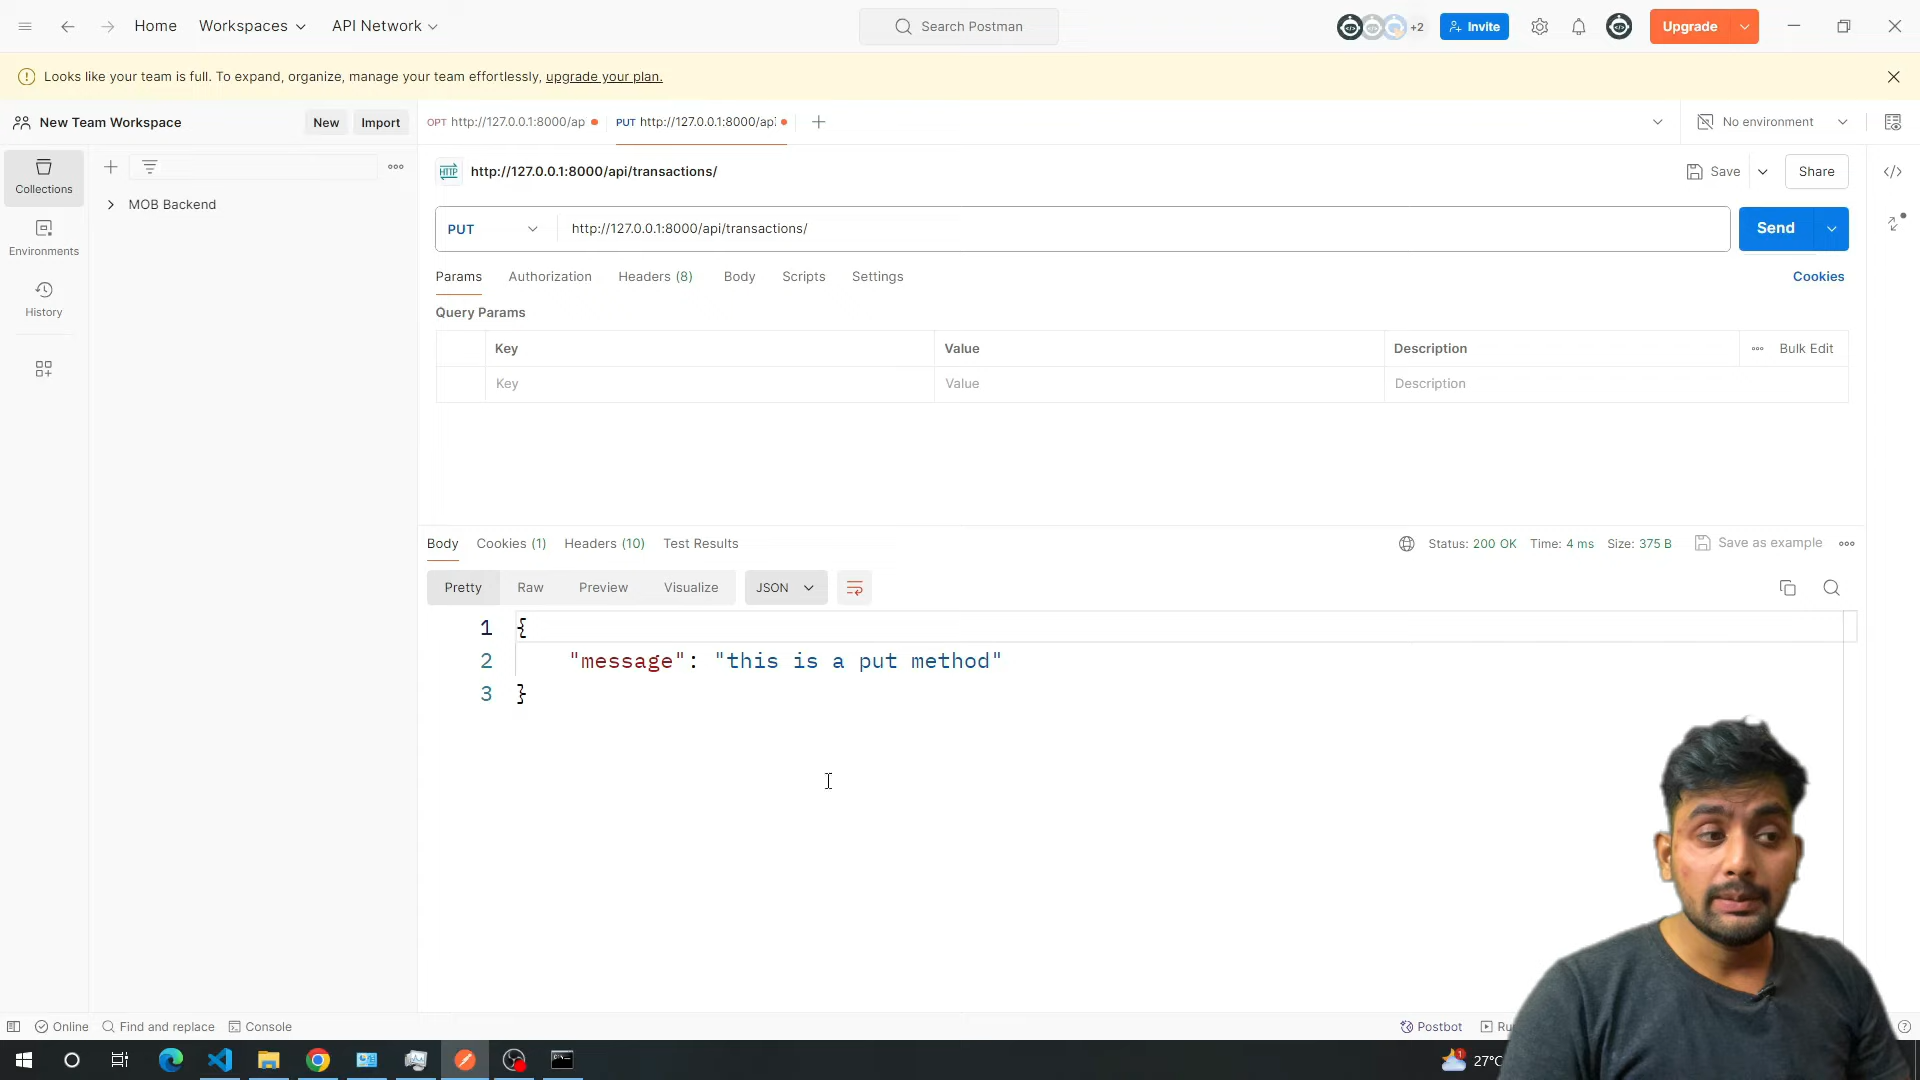 Home Workspaces API Network Search Postman +2 Invite Upgrade
Looks like your team is full. To expand, organize, manage your team effortlessly, upgrade your plan.
New Team Workspace New Import OPT http://127.0.0.1:8000/ap PUT http://127.0.0.1:8000/api No environment
Collections
MOB Backend
Environments
History
HTTP http://127.0.0.1:8000/api/transactions/ Save Share
PUT http://127.0.0.1:8000/api/transactions/ Send
Params Authorization Headers (8) Body Scripts Settings Cookies
Query Params
Key Value Description Bulk Edit
Key Value Description
Body Cookies (1) Headers (10) Test Results Status: 200 OK Time: 4 ms Size: 375 B Save as example
Pretty Raw Preview Visualize JSON
1 {
2 "message": "this is a put method"
3 }
Online Find and replace Console Postbot Ru
1 27°C